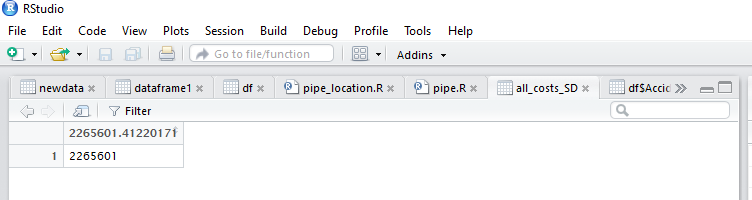 RStudio
File Edit Code View Plots Session Build Debug Profile Tools Help
Go to file/function Addins
newdata dataframe1 df pipe_location.R pipe.R all_costs_SD df$Accid
Filter
2265601.4122017
1 2265601